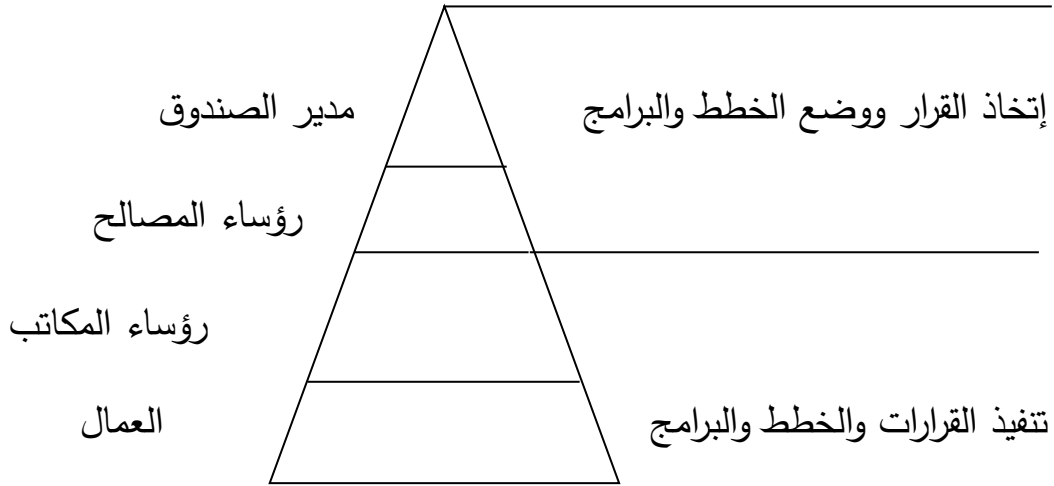 إتخاذ القرار ووضع الخطط والبرامج
مدير الصندوق
رؤساء المصالح
رؤساء المكاتب
تنفيذ القرارات والخطط والبرامج
العمال